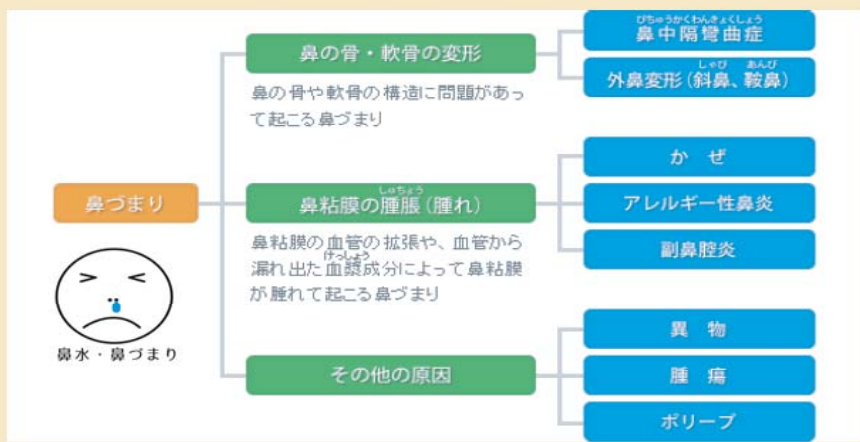 鼻づまり
鼻水・鼻づまり
鼻の骨・軟骨の変形
鼻の骨や軟骨の構造に問題があっ
て起こる鼻づまり
びちゅうかくわんきょくしょう
鼻中隔彎曲症
しゃび あんび
外鼻変形(斜鼻、鞍鼻)
しゅちょう
鼻粘膜の腫脹(腫れ)
鼻粘膜の血管の拡張や、血管から
けっしょう
漏れ出た血漿成分によって鼻粘膜
が腫れて起こる鼻づまり
かぜ
アレルギー性鼻炎
副鼻腔炎
その他の原因
異物
腫瘍
ポリープ